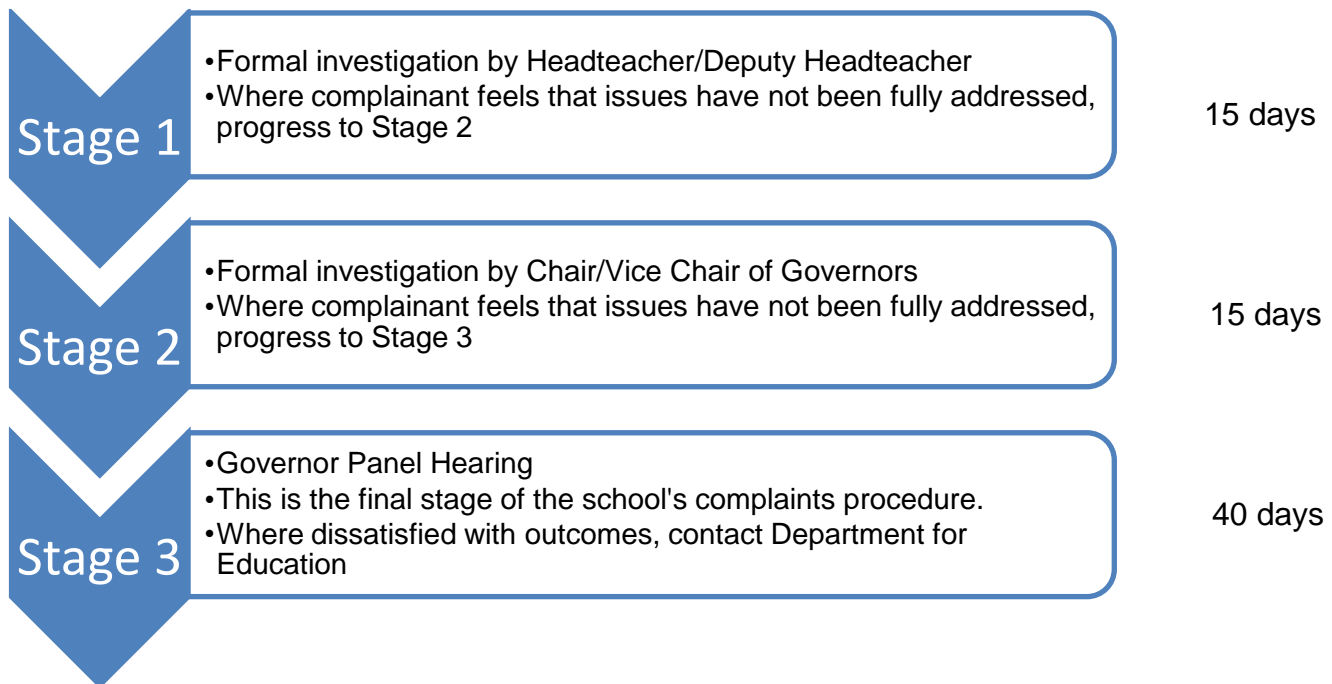 Stage 1
•Formal investigation by Headteacher/Deputy Headteacher
•Where complainant feels that issues have not been fully addressed,
progress to Stage 2
15 days
Stage 2
•Formal investigation by Chair/Vice Chair of Governors
•Where complainant feels that issues have not been fully addressed,
progress to Stage 3
15 days
Stage 3
•Governor Panel Hearing
•This is the final stage of the school's complaints procedure.
•Where dissatisfied with outcomes, contact Department for
Education
40 days